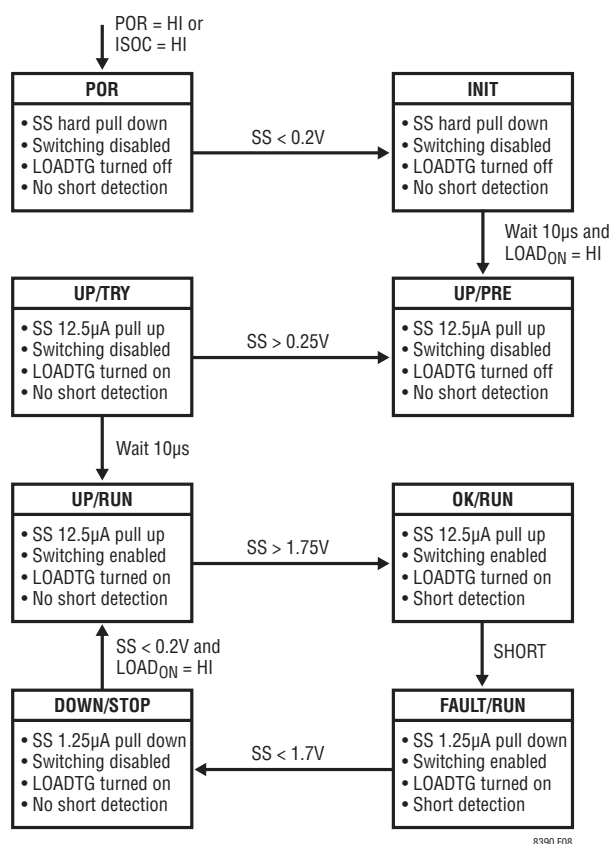 POR = HI or
ISOC = HI
POR
• SS hard pull down
• Switching disabled
• LOADTG turned off
• No short detection
SS < 0.2V
INIT
• SS hard pull down
• Switching disabled
• LOADTG turned off
• No short detection
Wait 10µs and
LOADON = HI
UP/TRY
• SS 12.5µA pull up
• Switching disabled
• LOADTG turned on
• No short detection
SS > 0.25V
UP/PRE
• SS 12.5µA pull up
• Switching disabled
• LOADTG turned off
• No short detection
Wait 10µs
UP/RUN
• SS 12.5µA pull up
• Switching enabled
• LOADTG turned on
• No short detection
SS > 1.75V
OK/RUN
• SS 12.5µA pull up
• Switching enabled
• LOADTG turned on
• Short detection
SS < 0.2V and
LOADON = HI
SHORT
DOWN/STOP
• SS 1.25µA pull down
• Switching disabled
• LOADTG turned on
• No short detection
SS < 1.7V
FAULT/RUN
• SS 1.25µA pull down
• Switching enabled
• LOADTG turned on
• Short detection
8390 F08